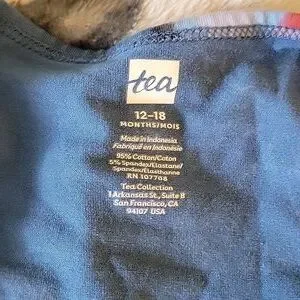 tea
12-18
MONTHS/MOIS
Made in Indonesia
Fabriqué en Indonésie
95% Cotton/Coton
5% Spandex/Elastane/
Spandex/Elasthanne
RN 107708
Tea Collection
1 Arkansas St., Suite B
San Francisco, CA
94107 USA